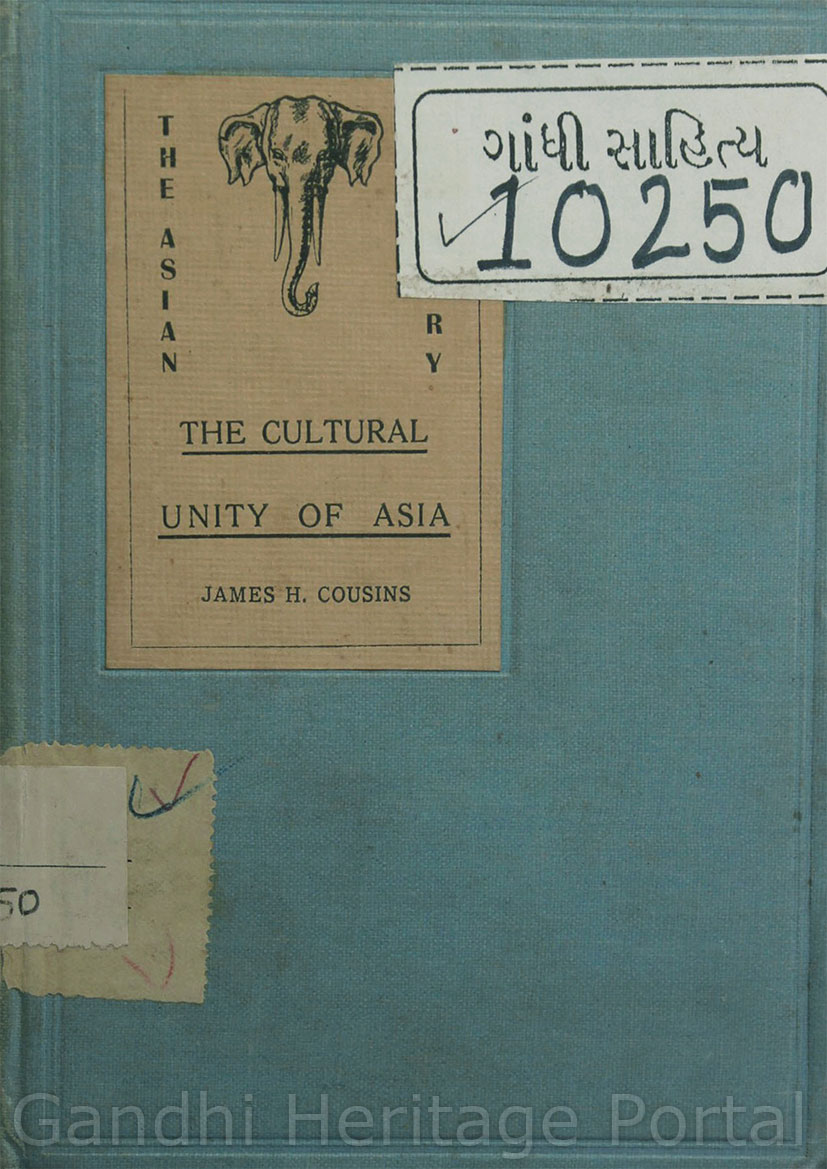 THE ASIAN
RY
ગાંધી સાહિત્ય
10250
THE CULTURAL
UNITY OF ASIA
JAMES H. COUSINS
50
Gandhi Heritage Portal